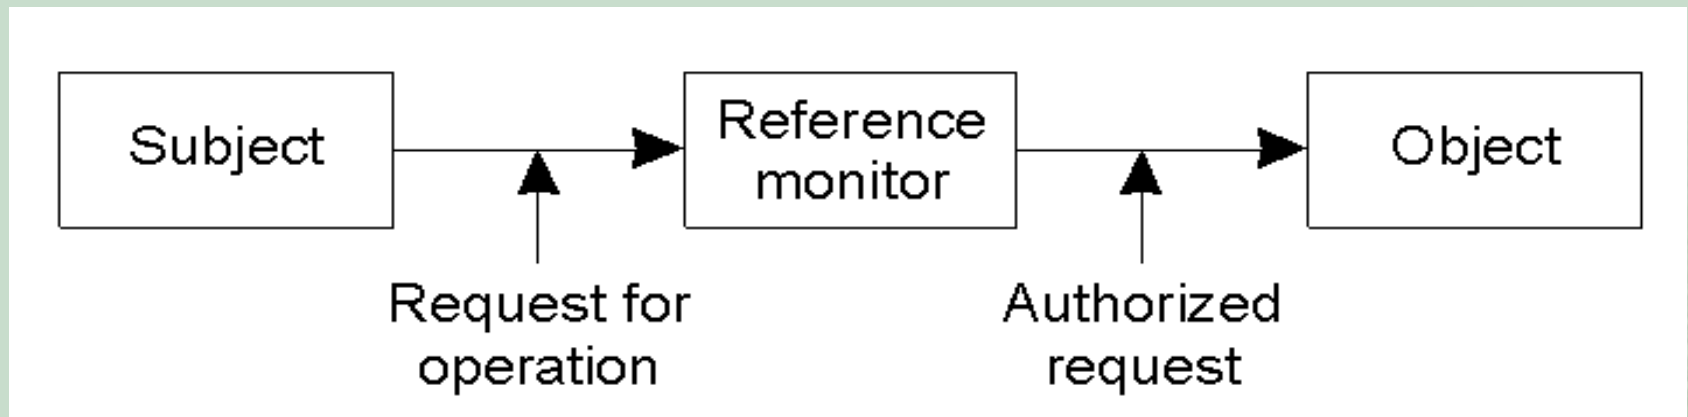 Subject
Reference
monitor
Object
Request for
operation
Authorized
request